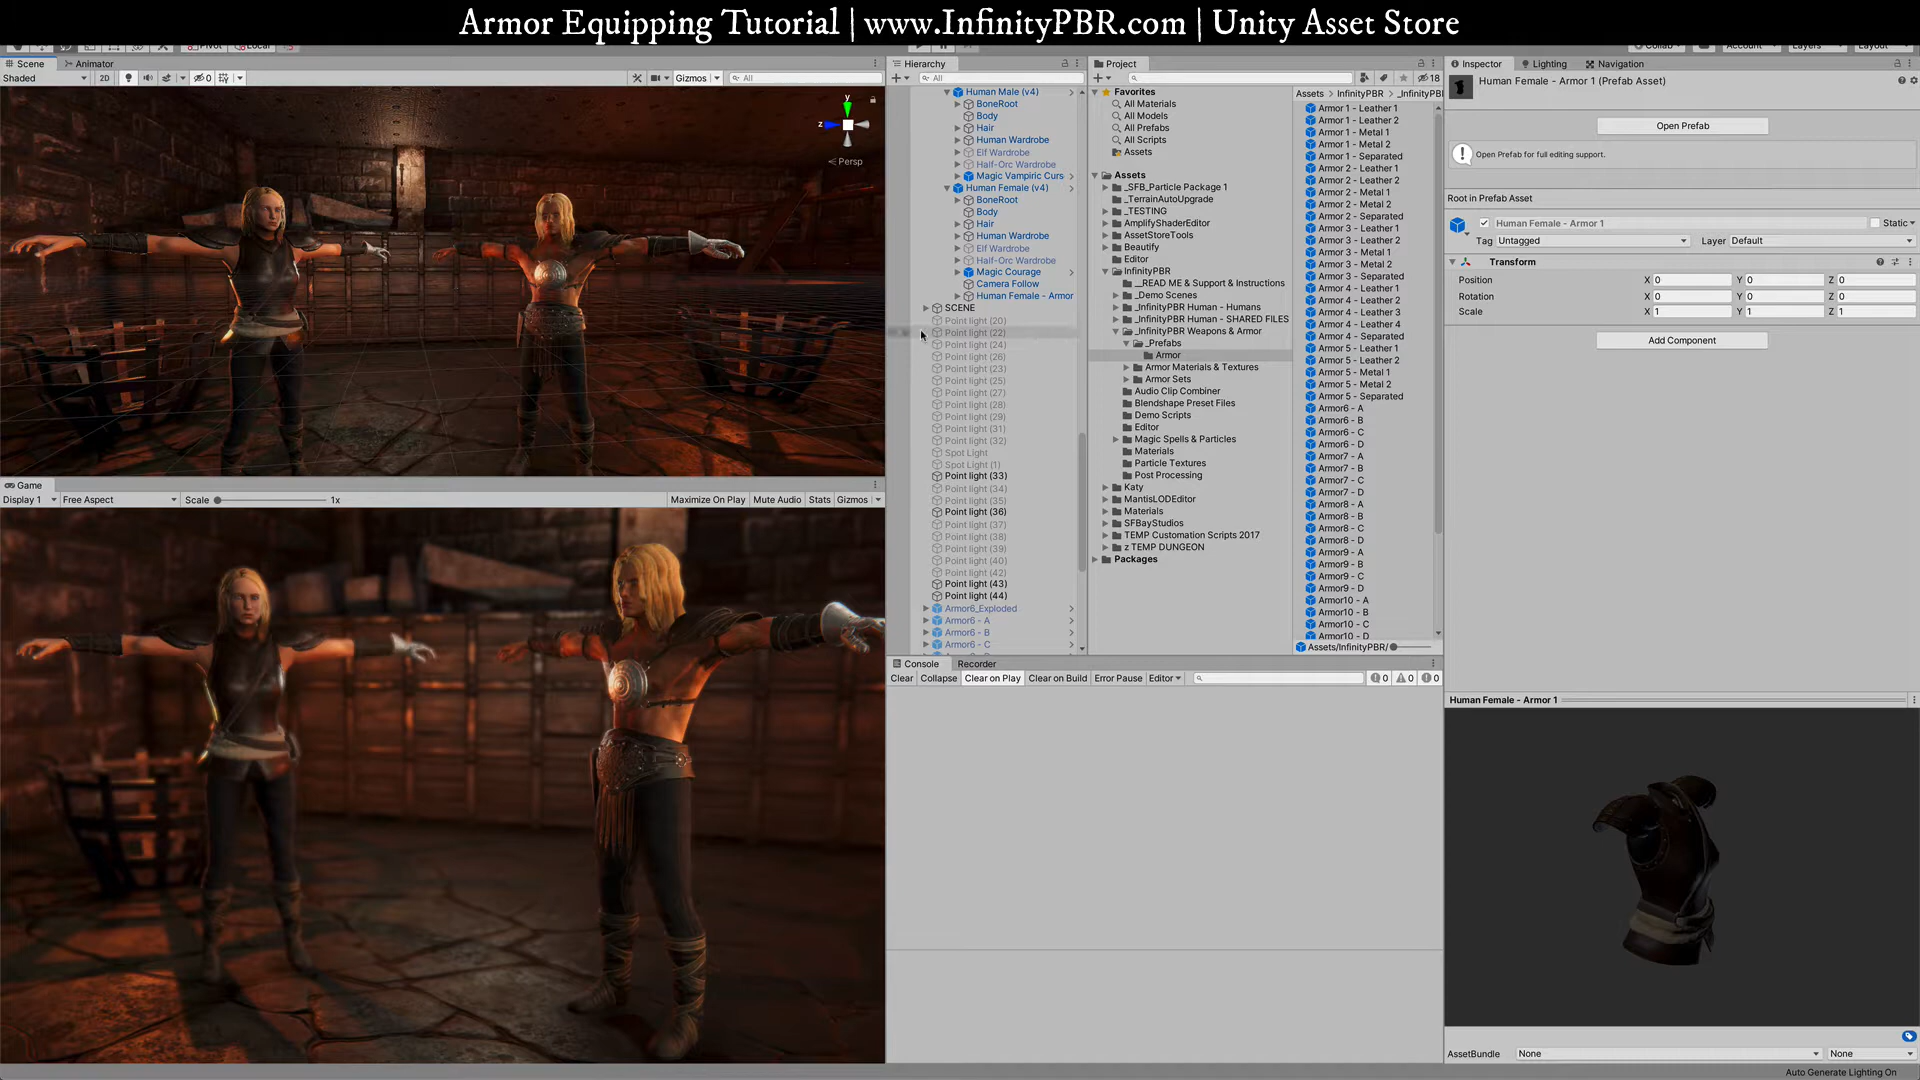 Armor Equipping Tutorial | www.InfinityPBR.com | Unity Asset Store
Scene
Animator
Shaded
2D
0
Gizmos
All
y
z
Persp
Game
Display 1
Free Aspect
Scale
1x
Maximize On Play
Mute Audio
Stats
Gizmos
Hierarchy
All
Human Male (v4)
BoneRoot
Body
Hair
Human Wardrobe
Elf Wardrobe
Half-Orc Wardrobe
Magic Vampiric Curs
Human Female (v4)
BoneRoot
Body
Hair
Human Wardrobe
Elf Wardrobe
Half-Orc Wardrobe
Magic Courage
Camera Follow
Human Female - Armor
SCENE
Point light (20)
Point light (22)
Point light (24)
Point light (26)
Point light (23)
Point light (25)
Point light (27)
Point light (28)
Point light (29)
Point light (31)
Point light (32)
Spot Light
Spot Light (1)
Point light (33)
Point light (34)
Point light (35)
Point light (36)
Point light (37)
Point light (38)
Point light (39)
Point light (40)
Point light (42)
Point light (43)
Point light (44)
Armor6_Exploded
Armor6 - A
Armor6 - B
Armor6 - C
Project
18
Favorites
All Materials
All Models
All Prefabs
All Scripts
Assets
Assets
_SFB_Particle Package 1
_TerrainAutoUpgrade
_TESTING
AmplifyShaderEditor
AssetStoreTools
Beautify
Editor
InfinityPBR
__READ ME & Support & Instructions
_Demo Scenes
_InfinityPBR Human - Humans
_InfinityPBR Human - SHARED FILES
_InfinityPBR Weapons & Armor
_Prefabs
Armor
Armor Materials & Textures
Armor Sets
Audio Clip Combiner
Blendshape Preset Files
Demo Scripts
Editor
Magic Spells & Particles
Materials
Particle Textures
Post Processing
Katy
MantisLODEditor
Materials
SFBayStudios
TEMP Customation Scripts 2017
z TEMP DUNGEON
Packages
Assets > InfinityPBR > _InfinityPB
Armor 1 - Leather 1
Armor 1 - Leather 2
Armor 1 - Metal 1
Armor 1 - Metal 2
Armor 1 - Separated
Armor 2 - Leather 1
Armor 2 - Leather 2
Armor 2 - Metal 1
Armor 2 - Metal 2
Armor 2 - Separated
Armor 3 - Leather 1
Armor 3 - Leather 2
Armor 3 - Metal 1
Armor 3 - Metal 2
Armor 3 - Separated
Armor 4 - Leather 1
Armor 4 - Leather 2
Armor 4 - Leather 3
Armor 4 - Leather 4
Armor 4 - Separated
Armor 5 - Leather 1
Armor 5 - Leather 2
Armor 5 - Metal 1
Armor 5 - Metal 2
Armor 5 - Separated
Armor6 - A
Armor6 - B
Armor6 - C
Armor6 - D
Armor7 - A
Armor7 - B
Armor7 - C
Armor7 - D
Armor8 - A
Armor8 - B
Armor8 - C
Armor8 - D
Armor9 - A
Armor9 - B
Armor9 - C
Armor9 - D
Armor10 - A
Armor10 - B
Armor10 - C
Armor10 - D
Assets/InfinityPBR/
Console
Recorder
Clear
Collapse
Clear on Play
Clear on Build
Error Pause
Editor
0
0
0
Inspector
Lighting
Navigation
Human Female - Armor 1 (Prefab Asset)
Open Prefab
Open Prefab for full editing support.
Root in Prefab Asset
Human Female - Armor 1
Static
Tag Untagged
Layer Default
Transform
Position X 0 Y 0 Z 0
Rotation X 0 Y 0 Z 0
Scale X 1 Y 1 Z 1
Add Component
Human Female - Armor 1
AssetBundle None None
Auto Generate Lighting On